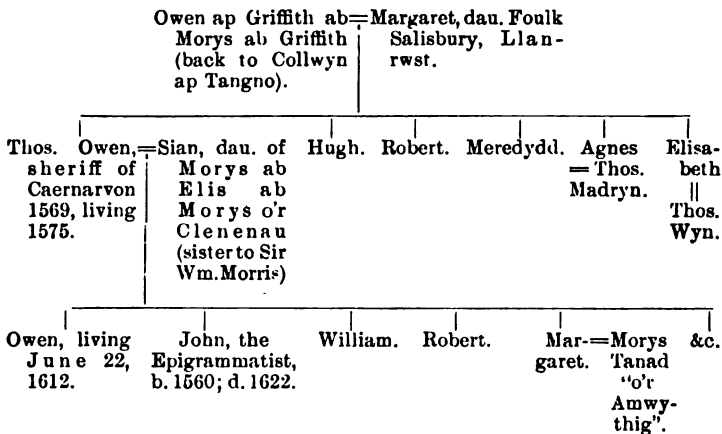 Owen ap Griffith ab=Margaret, dau. Foulk
Morys ab Griffith Salisbury, Llan-
(back to Collwyn rwst.
ap Tangno).
Thos. Owen,=Sian, dau. of Hugh. Robert. Meredydd. Agnes Elisa-
sheriff of Morys ab =Thos. beth
Caernarvon Elis ab Madryn. ||
1569, living Morys o'r Thos.
1575. Clenenau Wyn.
(sister to Sir
Wm. Morris)
Owen, living John, the William. Robert. Mar-=Morys &c.
June 22, Epigrammatist, garet. Tanad
1612. b. 1560; d. 1622. "o'r
Amwy-
thig".